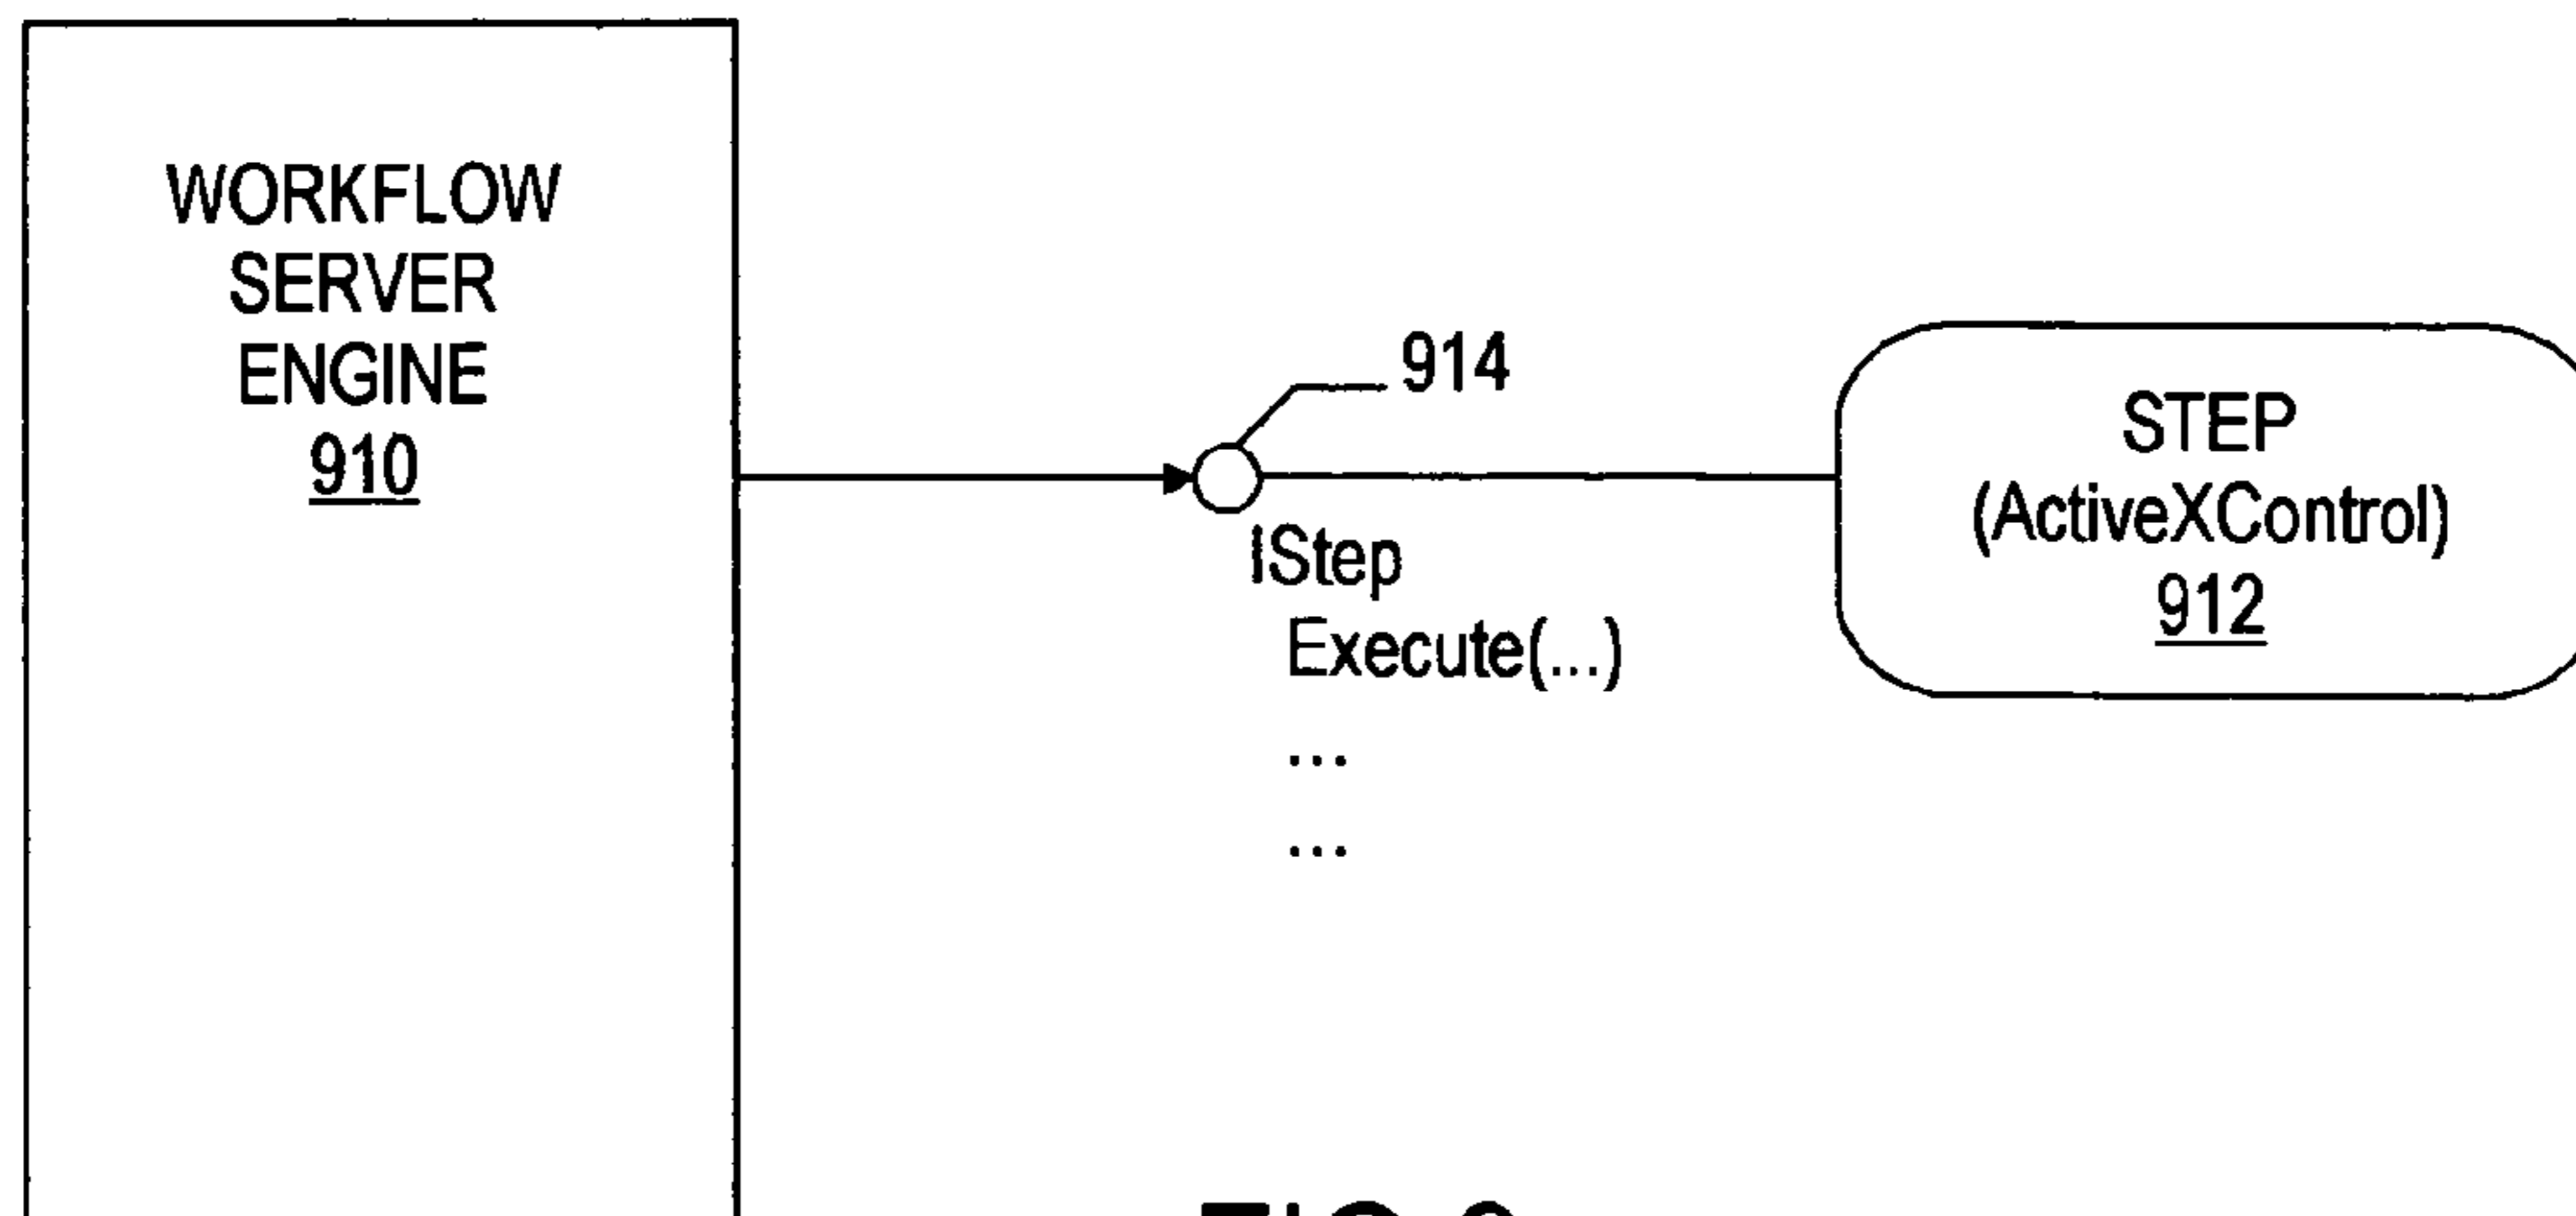 WORKFLOW
SERVER
ENGINE
910
914
IStep
Execute(...)
...
...
STEP
(ActiveXControl)
912